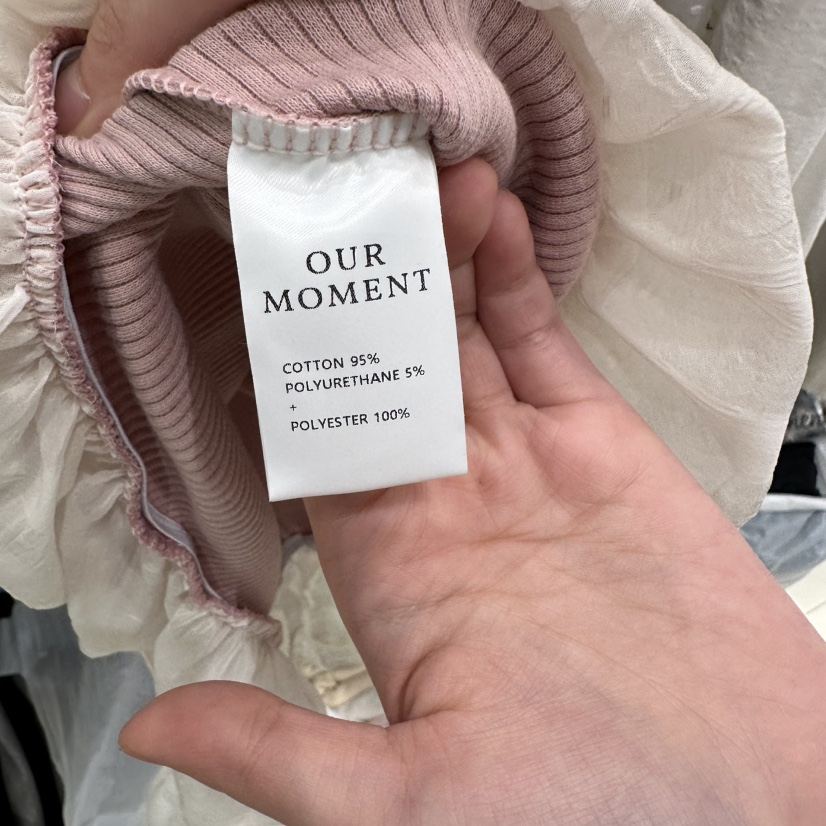 OUR
MOMENT
COTTON 95%
POLYURETHANE 5%
+
POLYESTER 100%